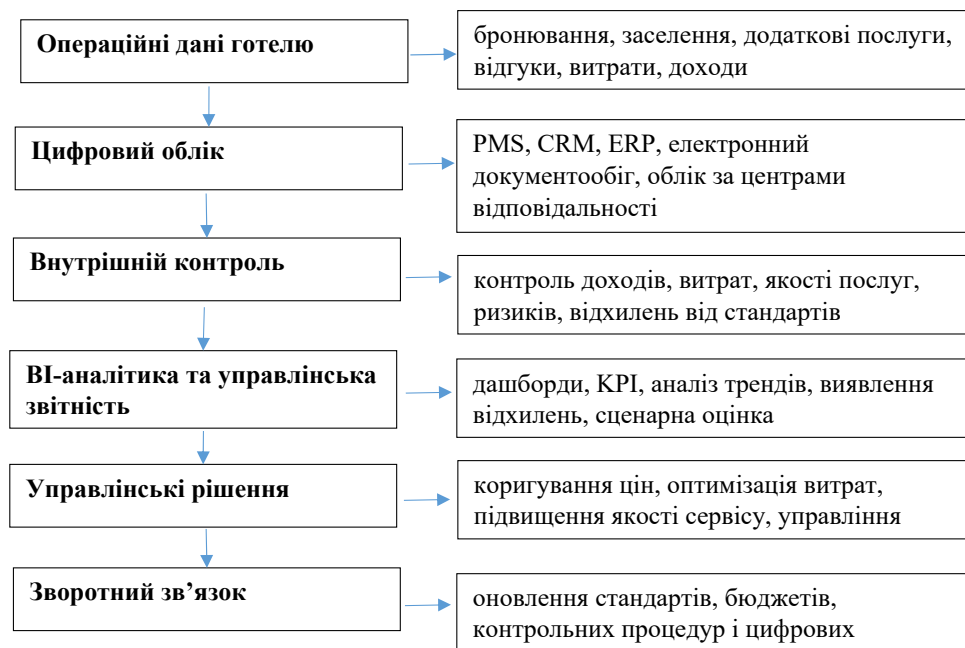 Операційні дані готелю
бронювання, заселення, додаткові послуги,
відгуки, витрати, доходи
Цифровий облік
PMS, CRM, ERP, електронний
документообіг, облік за центрами
відповідальності
Внутрішній контроль
контроль доходів, витрат, якості послуг,
ризиків, відхилень від стандартів
BI-аналітика та управлінська
звітність
дашборди, KPI, аналіз трендів, виявлення
відхилень, сценарна оцінка
Управлінські рішення
коригування цін, оптимізація витрат,
підвищення якості сервісу, управління
Зворотний зв’язок
оновлення стандартів, бюджетів,
контрольних процедур і цифрових